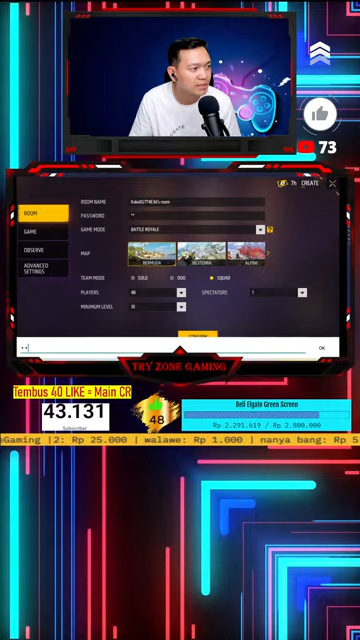 73
7h CREATE
ROOM
GAME
OBSERVE
ADVANCED
SETTINGS
ROOM NAME
PASSWORD **
GAME MODE BATTLE ROYALE ?
MAP BERMUDA BEXTERRA ALPINE
TEAM MODE SOLO DUO SQUAD
PLAYERS 48 SPECTATORS 1
MINIMUM LEVEL 10
CONFIRM
OK
TRY ZONE GAMING
Tembus 40 LIKE = Main CR
43.131
Subscriber
48
Beli Elgato Green Screen
Rp 2.291.619 / Rp 2.800.000
Gaming |2: Rp 25.000 | walawe: Rp 1.000 | nanya bang: Rp 5